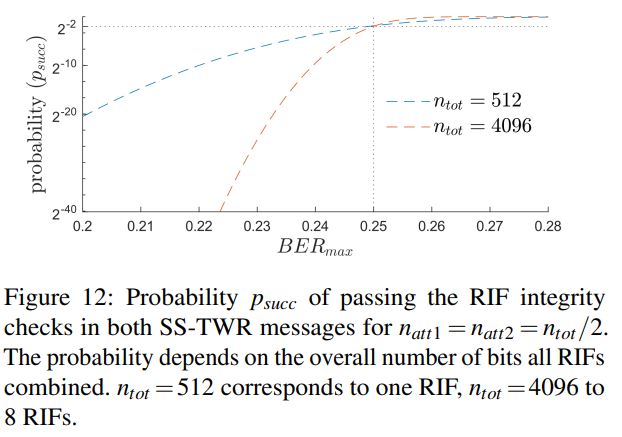 2^-2
2^-10
2^-20
2^-40
probability (p_succ)
n_tot = 512
n_tot = 4096
0.2 0.21 0.22 0.23 0.24 0.25 0.26 0.27 0.28
BER_max
Figure 12: Probability p_succ of passing the RIF integrity
checks in both SS-TWR messages for n_att1 = n_att2 = n_tot/2.
The probability depends on the overall number of bits all RIFs
combined. n_tot = 512 corresponds to one RIF, n_tot = 4096 to
8 RIFs.